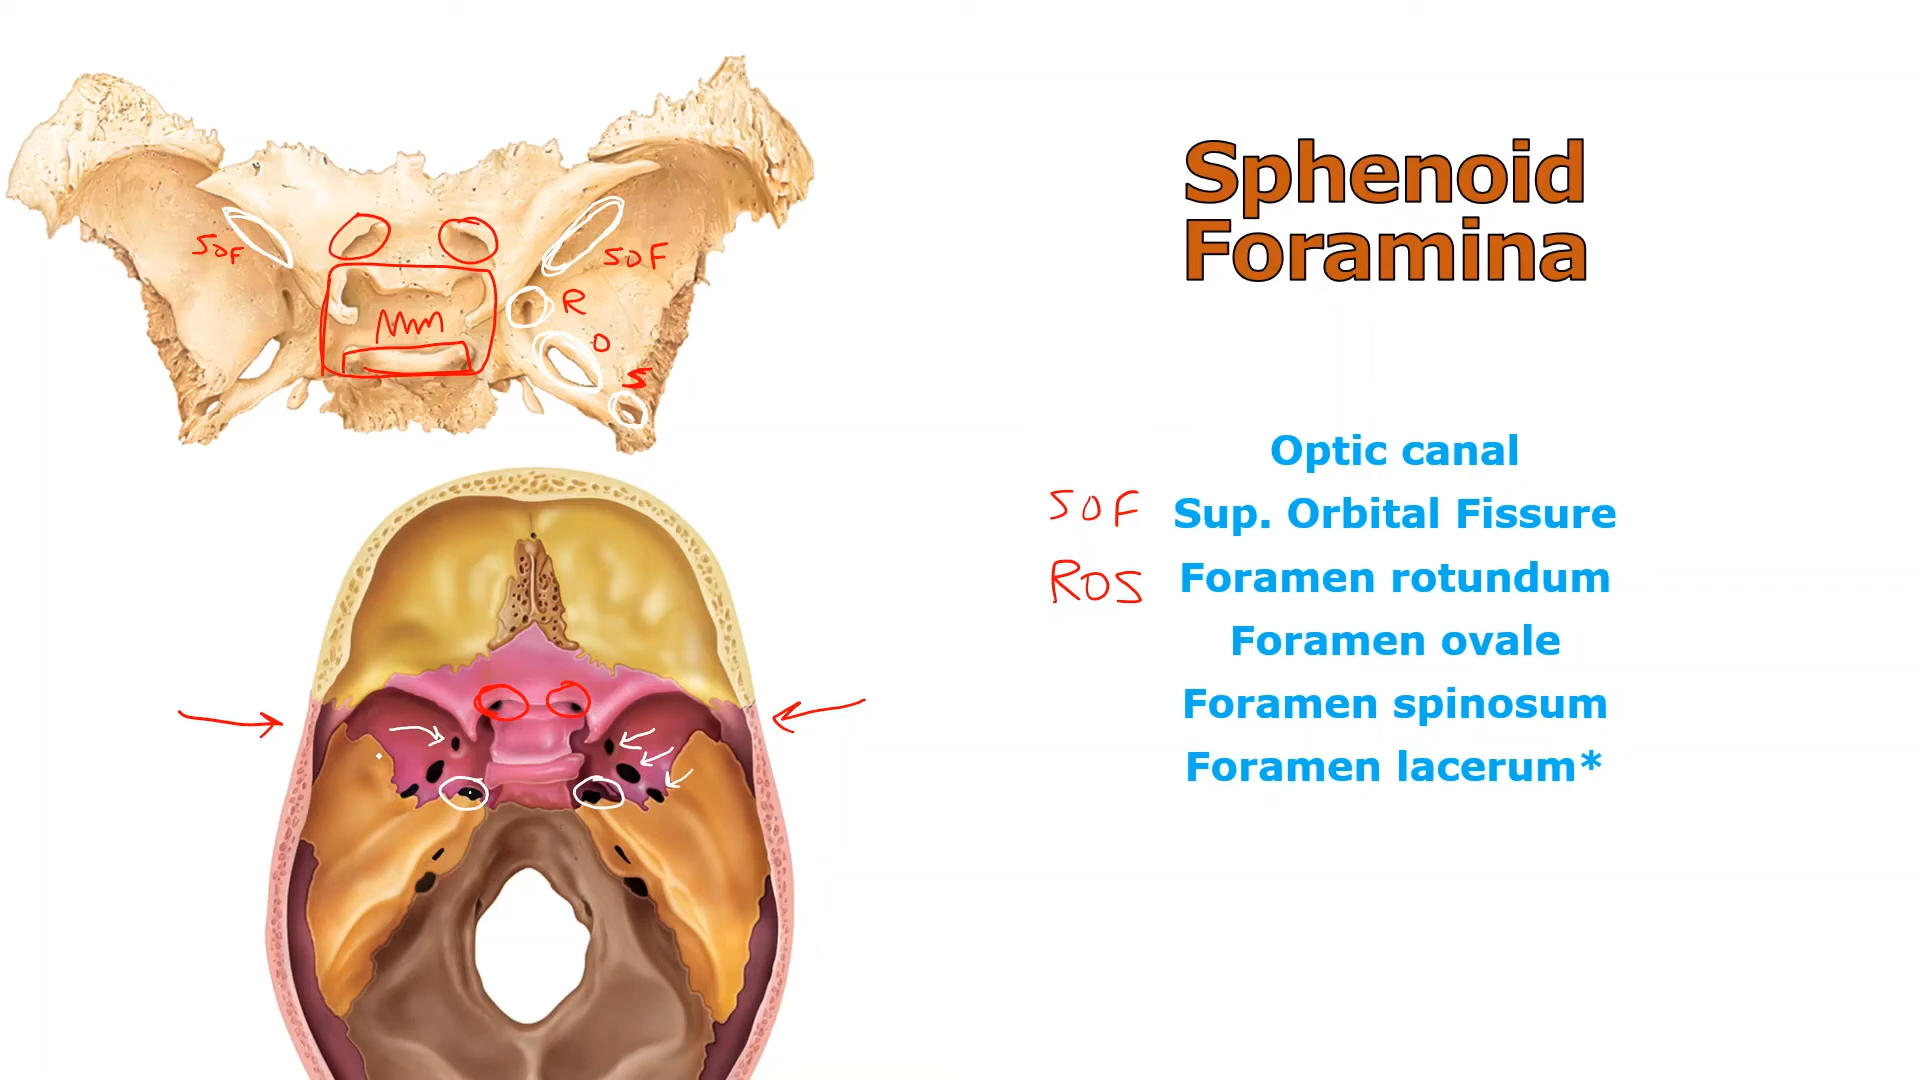 Sphenoid
Foramina
SOF
SOF
R
O
S
Optic canal
SOF Sup. Orbital Fissure
ROS Foramen rotundum
Foramen ovale
Foramen spinosum
Foramen lacerum*